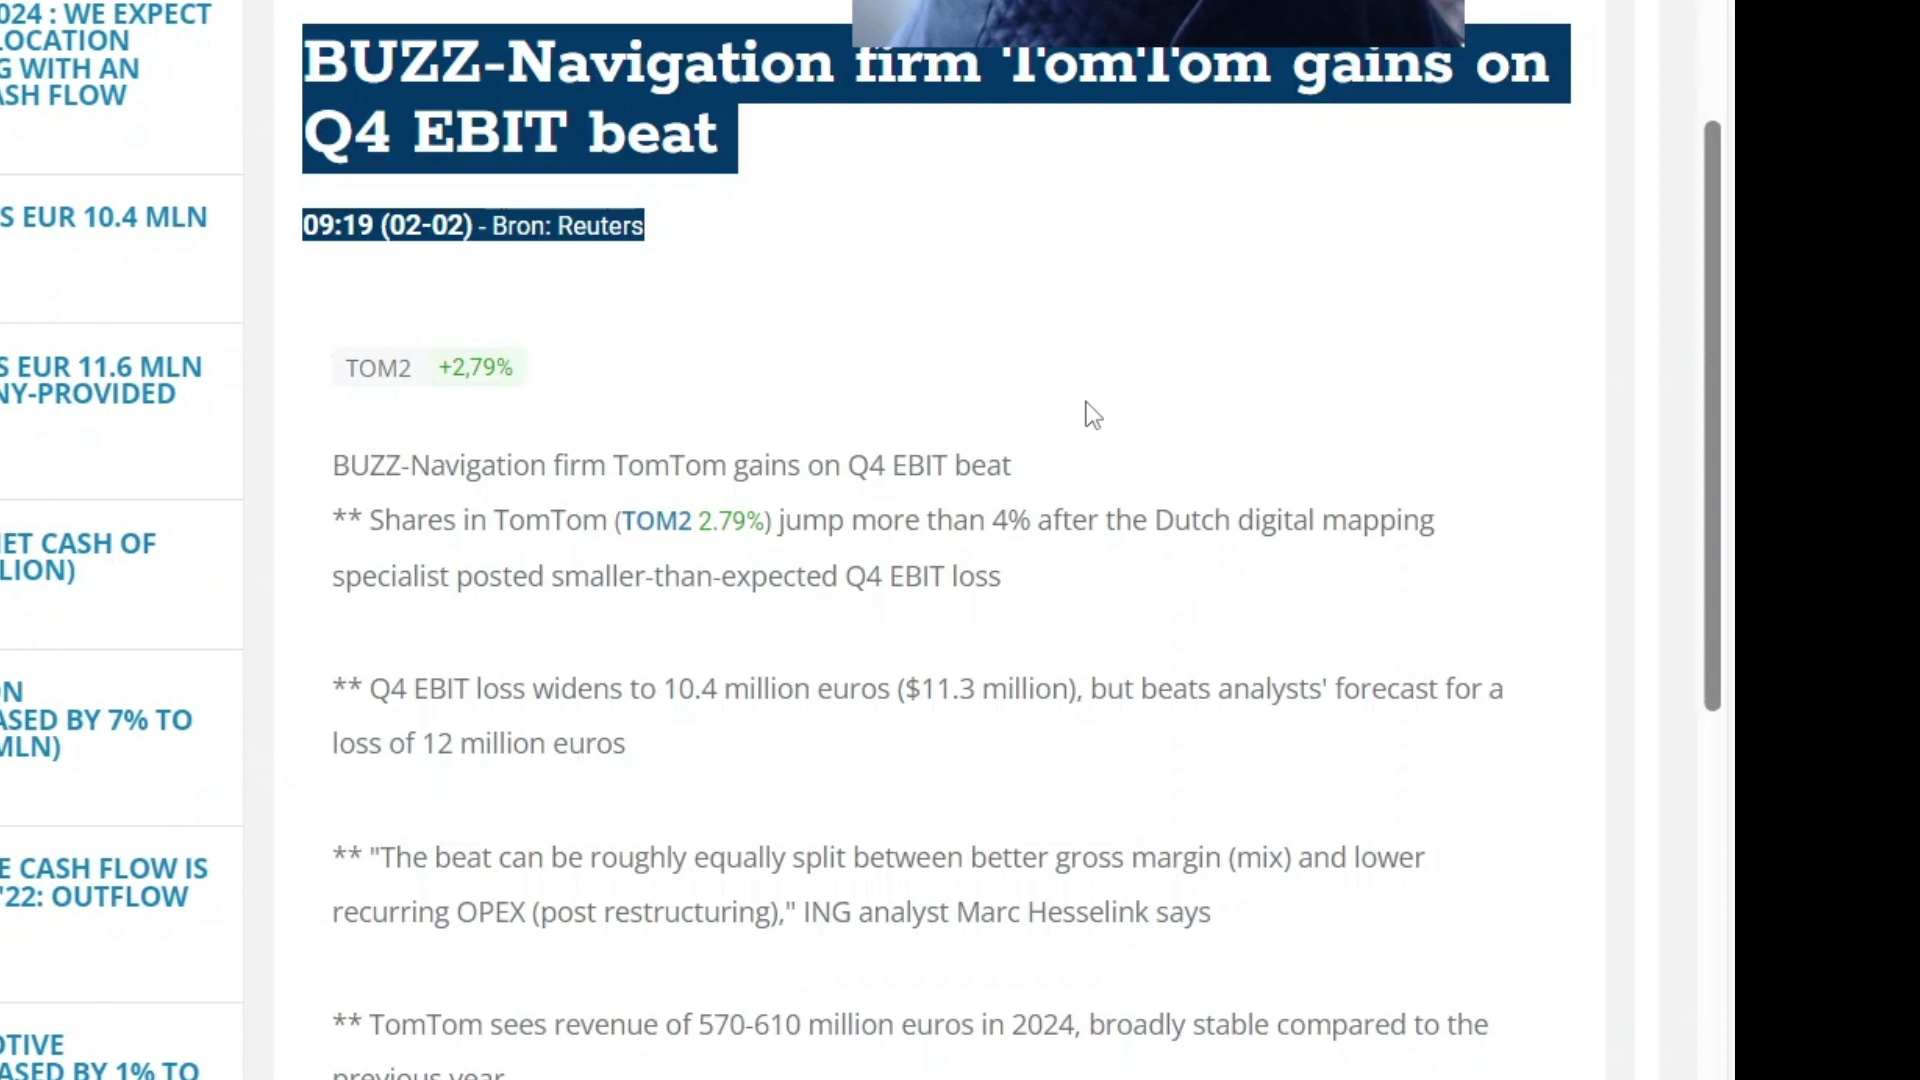 024 : WE EXPECT
LOCATION
G WITH AN
ASH FLOW
S EUR 10.4 MLN
S EUR 11.6 MLN
NY-PROVIDED
ET CASH OF
LION)
ON
ASED BY 7% TO
MLN)
E CASH FLOW IS
'22: OUTFLOW
OTIVE
ASED BY 1% TO
BUZZ-Navigation firm TomTom gains on
Q4 EBIT beat
09:19 (02-02) - Bron: Reuters
TOM2 +2,79%
BUZZ-Navigation firm TomTom gains on Q4 EBIT beat
** Shares in TomTom (TOM2 2.79%) jump more than 4% after the Dutch digital mapping
specialist posted smaller-than-expected Q4 EBIT loss
** Q4 EBIT loss widens to 10.4 million euros ($11.3 million), but beats analysts' forecast for a
loss of 12 million euros
** "The beat can be roughly equally split between better gross margin (mix) and lower
recurring OPEX (post restructuring)," ING analyst Marc Hesselink says
** TomTom sees revenue of 570-610 million euros in 2024, broadly stable compared to the
previous year